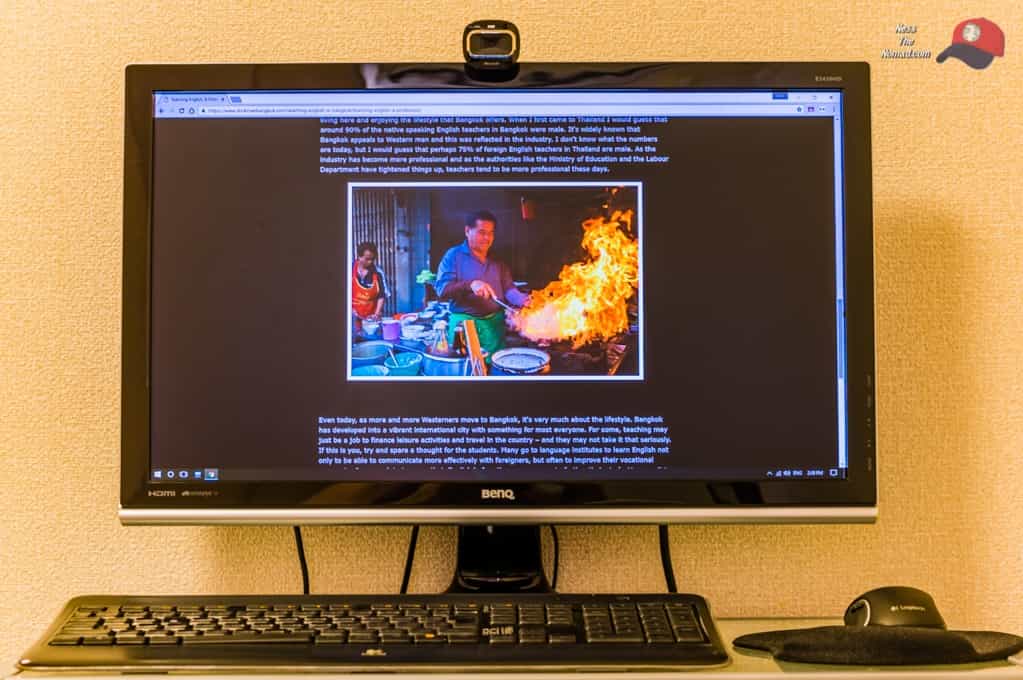 Ness
The
Nomad.com
E2420HD
Teaching English, A Prof
living here and enjoying the lifestyle that Bangkok offers. When I first came to Thailand I would guess that
around 90% of the native speaking English teachers in Bangkok were male. It's widely known that
Bangkok appeals to Western man and this was reflected in the industry. I don't know what the numbers
are today, but I would guess that perhaps 75% of foreign English teachers in Thailand are male. As the
industry has become more professional and as the authorities like the Ministry of Education and the Labour
Department have tightened things up, teachers tend to be more professional these days.
Even today, as more and more Westerners move to Bangkok, it's very much about the lifestyle. Bangkok
has developed into a vibrant international city with something for most everyone. For some, teaching may
just be a job to finance leisure activities and travel in the country – and they may not take it that seriously.
If this is you, try and spare a thought for the students. Many go to language institutes to learn English not
only to be able to communicate more effectively with foreigners, but often to improve their vocational
ENG
HDMI
BenQ
Logitech